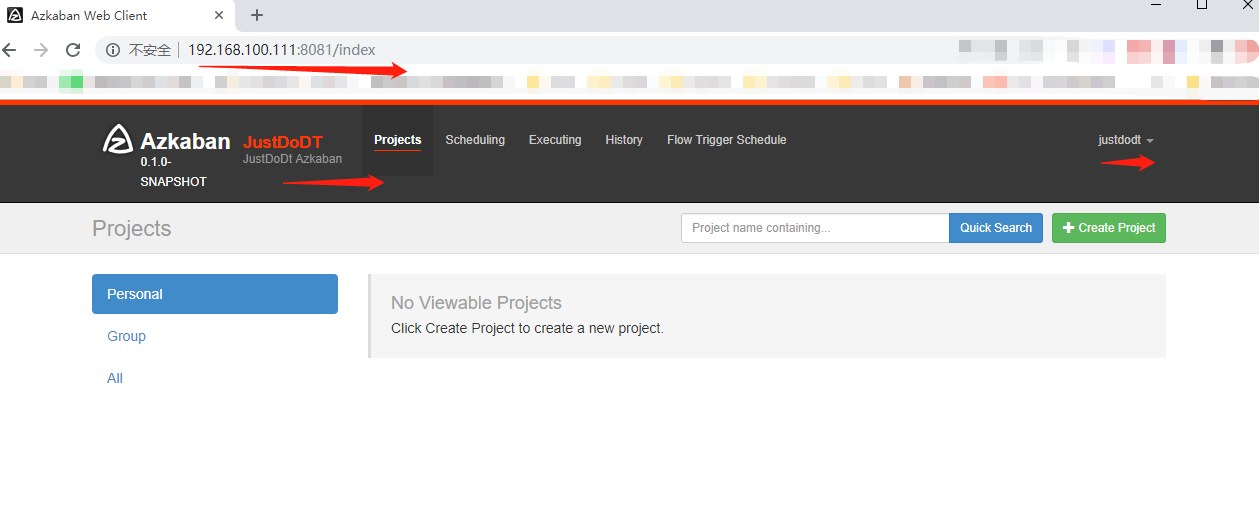 Azkaban Web Client
不安全 192.168.100.111:8081/index
Azkaban JustDoDT Projects Scheduling Executing History Flow Trigger Schedule justdodt
0.1.0- JustDoDt Azkaban
SNAPSHOT
Projects Project name containing... Quick Search Create Project
Personal
Group
All
No Viewable Projects
Click Create Project to create a new project.